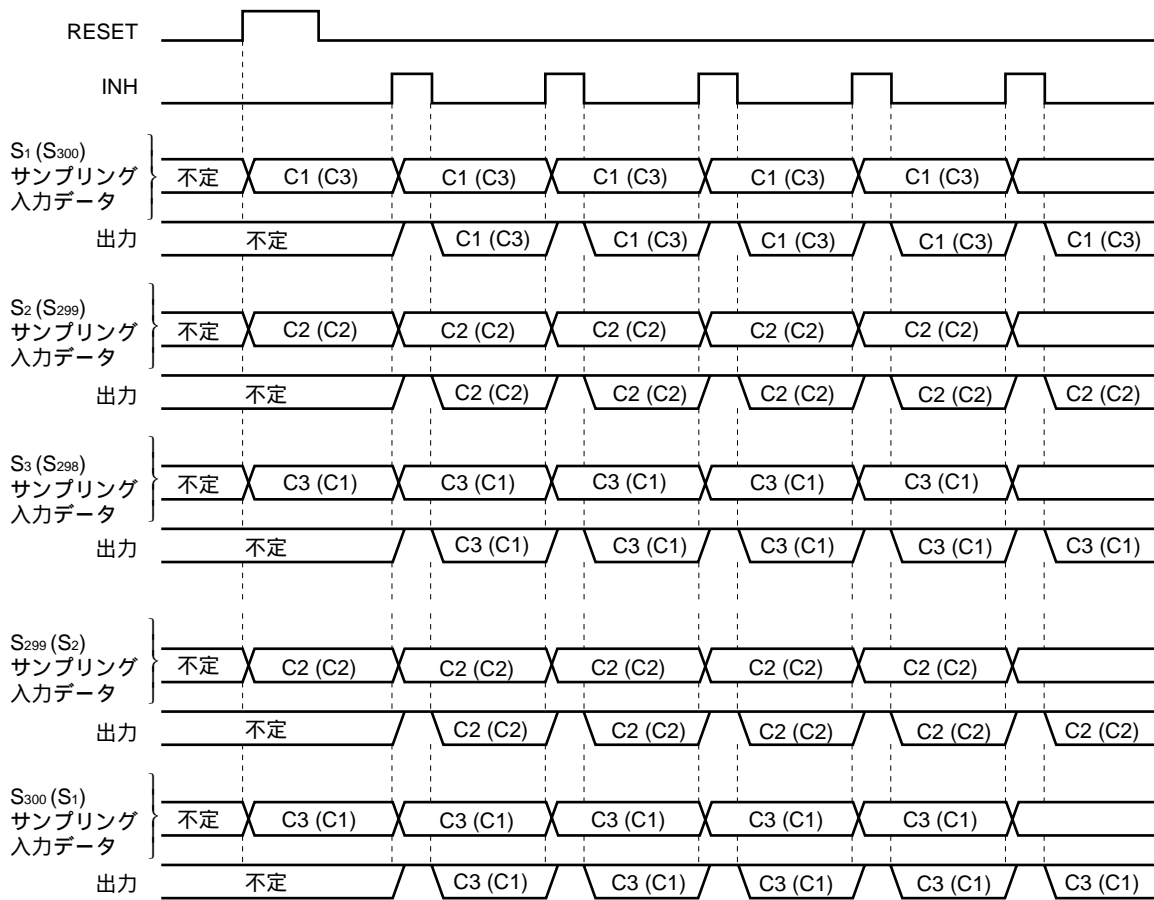 RESET
INH
S1 (S300)
サンプリング
入力データ
不定 C1 (C3) C1 (C3) C1 (C3) C1 (C3) C1 (C3)
出力 不定 C1 (C3) C1 (C3) C1 (C3) C1 (C3) C1 (C3)
S2 (S299)
サンプリング
入力データ
不定 C2 (C2) C2 (C2) C2 (C2) C2 (C2) C2 (C2)
出力 不定 C2 (C2) C2 (C2) C2 (C2) C2 (C2) C2 (C2)
S3 (S298)
サンプリング
入力データ
不定 C3 (C1) C3 (C1) C3 (C1) C3 (C1) C3 (C1)
出力 不定 C3 (C1) C3 (C1) C3 (C1) C3 (C1) C3 (C1)
S299 (S2)
サンプリング
入力データ
不定 C2 (C2) C2 (C2) C2 (C2) C2 (C2) C2 (C2)
出力 不定 C2 (C2) C2 (C2) C2 (C2) C2 (C2) C2 (C2)
S300 (S1)
サンプリング
入力データ
不定 C3 (C1) C3 (C1) C3 (C1) C3 (C1) C3 (C1)
出力 不定 C3 (C1) C3 (C1) C3 (C1) C3 (C1) C3 (C1)